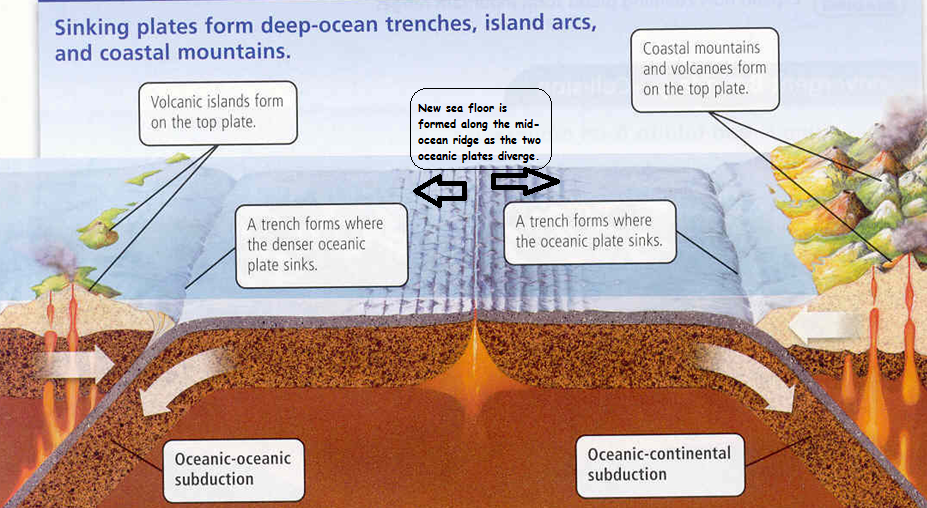 Sinking plates form deep-ocean trenches, island arcs,
and coastal mountains.
Volcanic islands form
on the top plate.
New sea floor is
formed along the mid-
ocean ridge as the two
oceanic plates diverge.
Coastal mountains
and volcanoes form
on the top plate.
A trench forms where
the denser oceanic
plate sinks.
A trench forms where
the oceanic plate sinks.
Oceanic-oceanic
subduction
Oceanic-continental
subduction